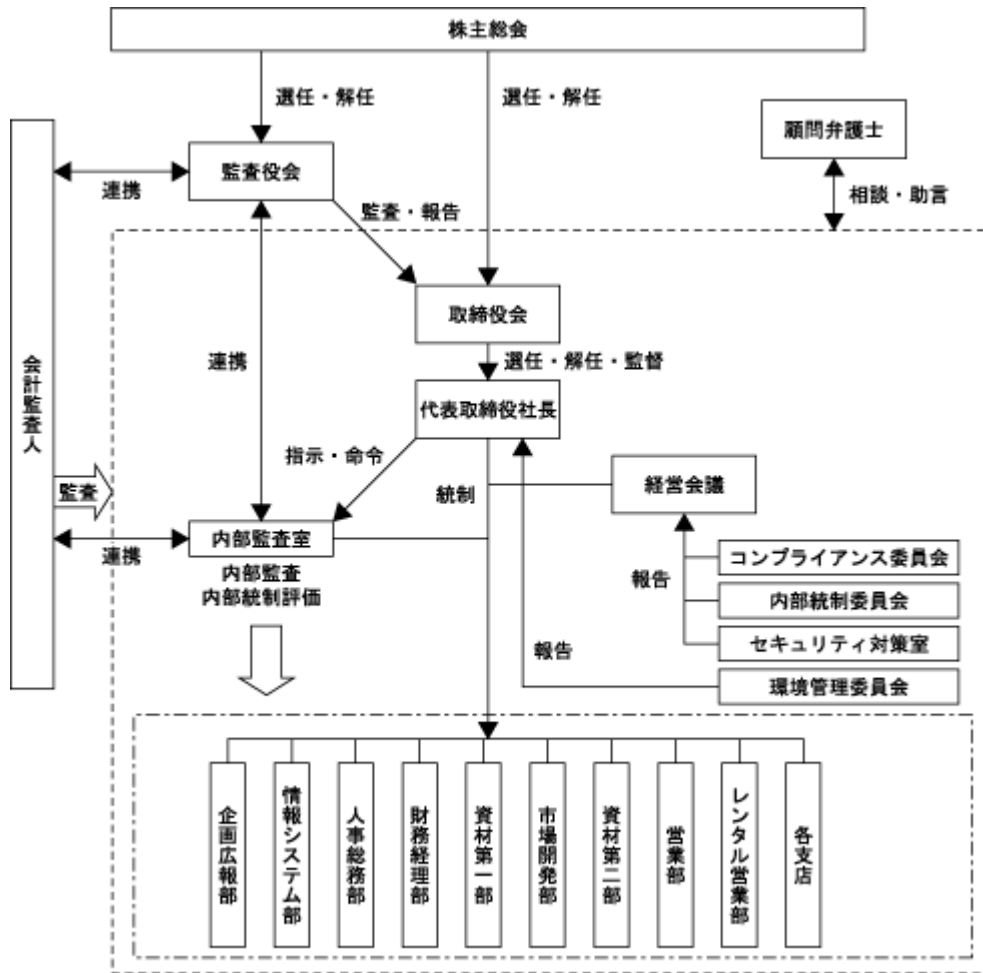 株主総会
選任・解任
選任・解任
顧問弁護士
監査役会
連携
相談・助言
監査・報告
取締役会
会計監査人
連携
選任・解任・監督
代表取締役社長
指示・命令
統制
経営会議
監査
内部監査室
連携
コンプライアンス委員会
内部監査
内部統制評価
報告
内部統制委員会
セキュリティ対策室
報告
環境管理委員会
企画広報部
情報システム部
人事総務部
財務経理部
資材第一部
市場開発部
資材第二部
営業部
レンタル営業部
各支店